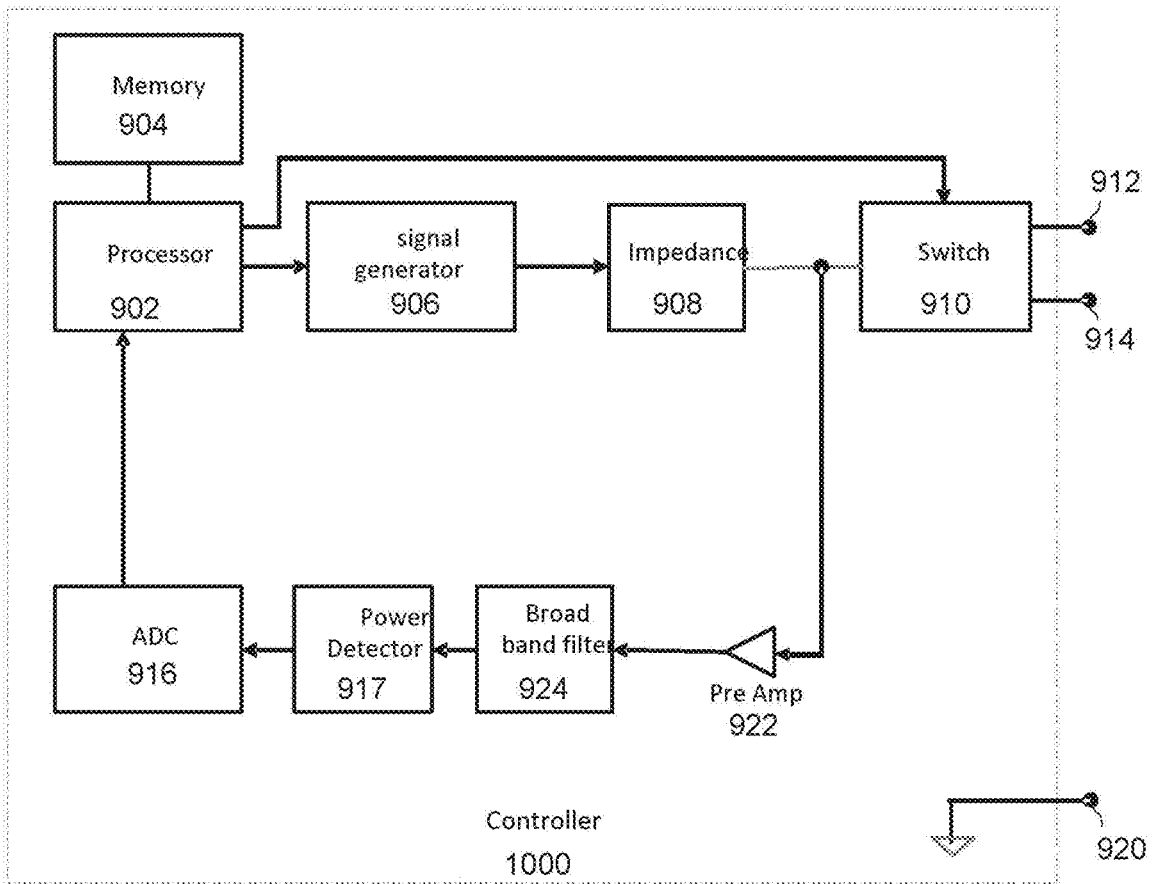 Memory
904
912
Processor
902
signal
generator
906
Impedance
908
Switch
910
914
ADC
916
Power
Detector
917
Broad
band filter
924
Pre Amp
922
Controller
1000
920